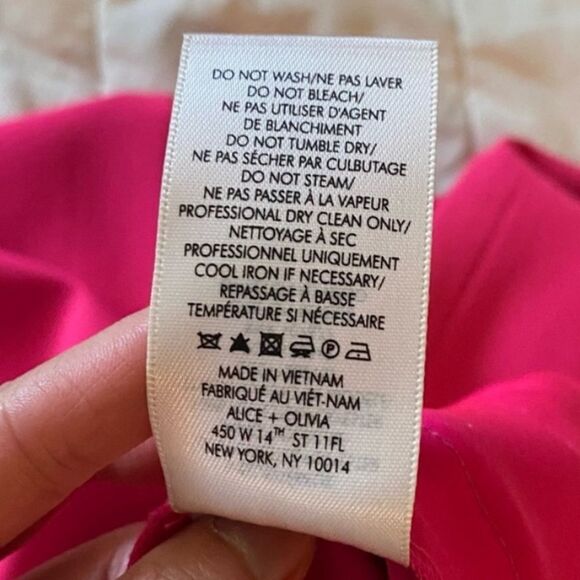 DO NOT WASH/NE PAS LAVER
DO NOT BLEACH/
NE PAS UTILISER D'AGENT
DE BLANCHIMENT
DO NOT TUMBLE DRY/
NE PAS SÉCHER PAR CULBUTAGE
DO NOT STEAM/
NE PAS PASSER À LA VAPEUR
PROFESSIONAL DRY CLEAN ONLY/
NETTOYAGE À SEC
PROFESSIONNEL UNIQUEMENT
COOL IRON IF NECESSARY/
REPASSAGE À BASSE
TEMPÉRATURE SI NÉCESSAIRE
P
MADE IN VIETNAM
FABRIQUÉ AU VIÊT-NAM
ALICE + OLIVIA
450 W 14TH ST 11FL
NEW YORK, NY 10014